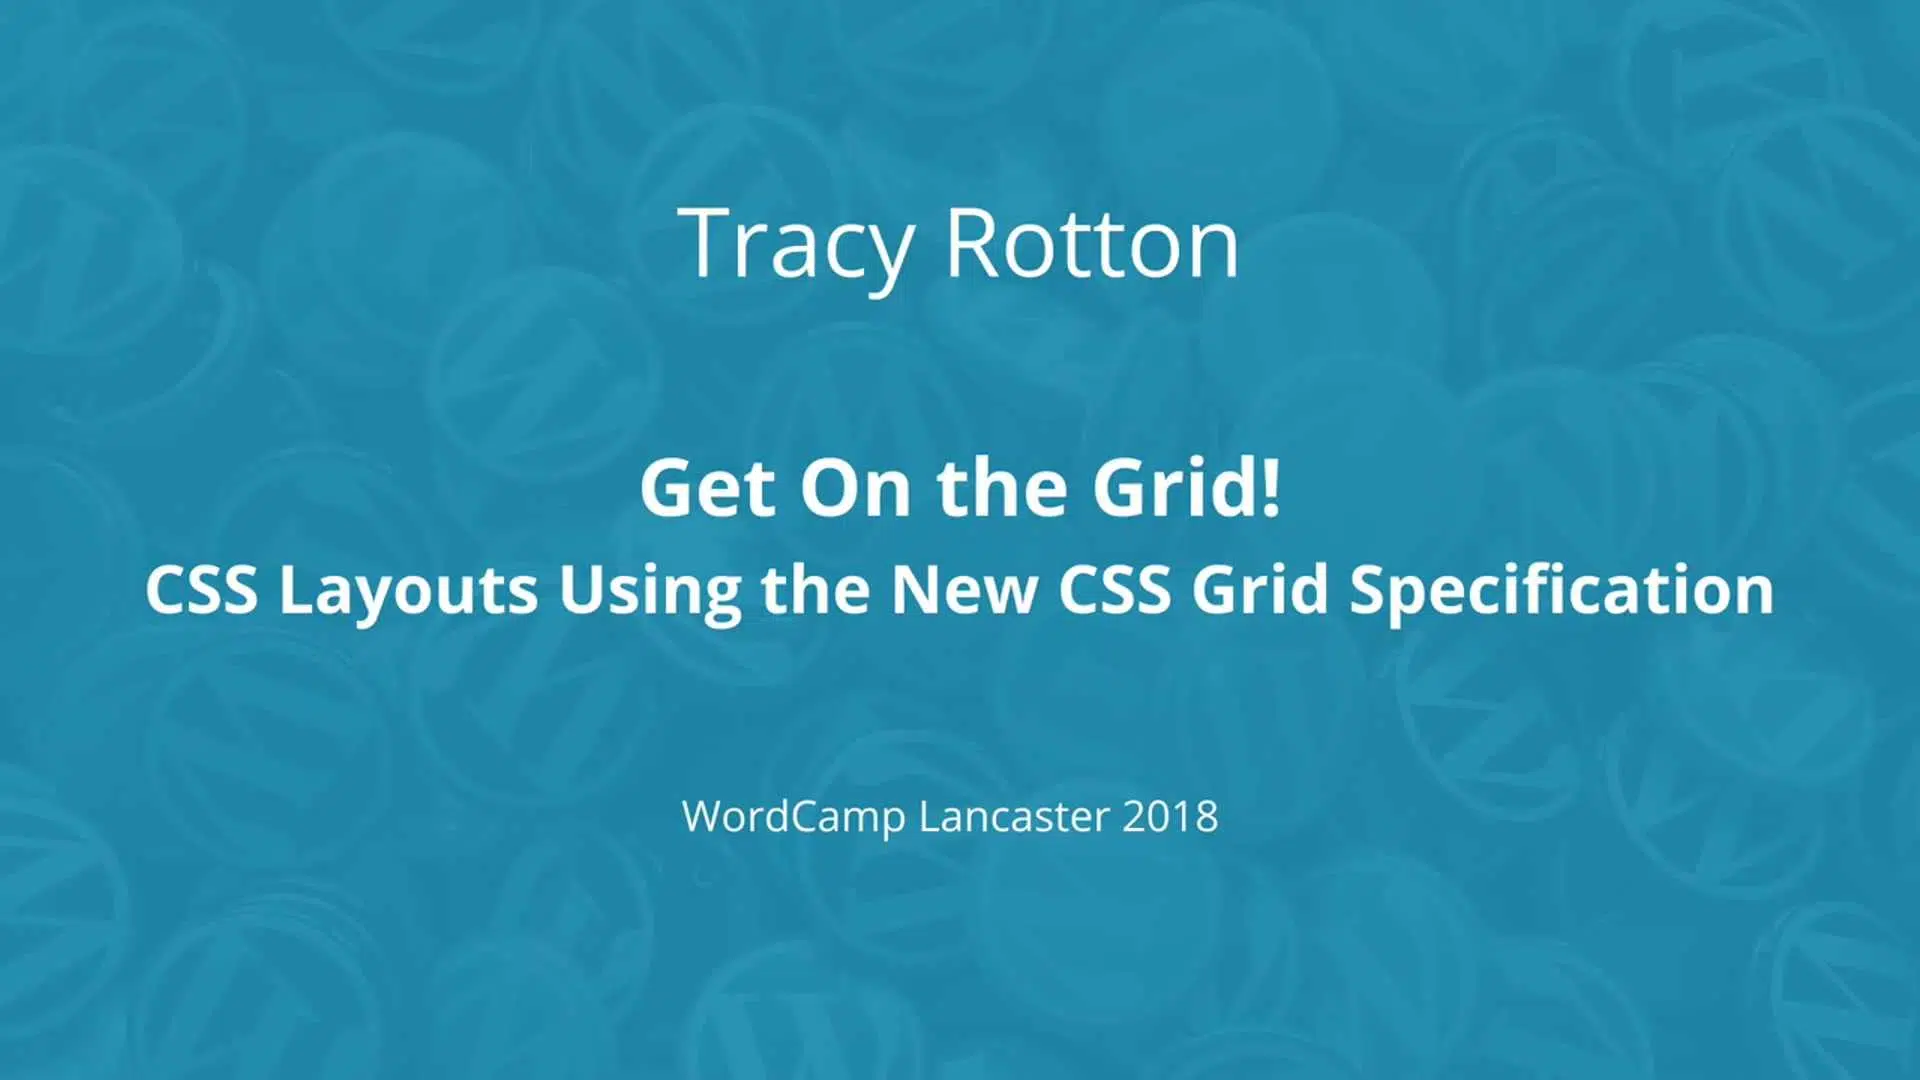 Tracy Rotton
Get On the Grid!
CSS Layouts Using the New CSS Grid Specification
WordCamp Lancaster 2018